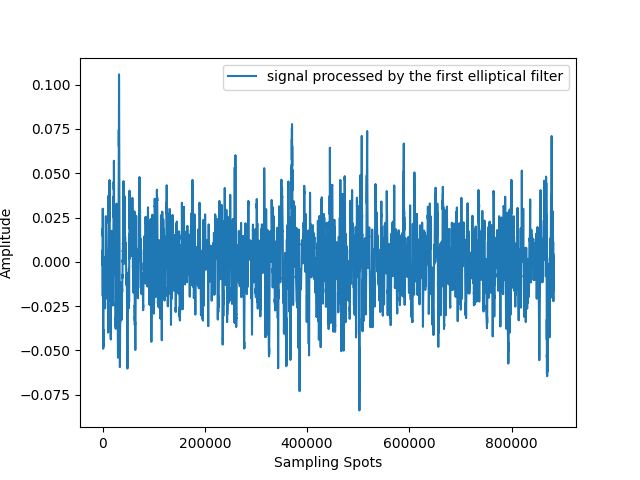 signal processed by the first elliptical filter
0.100
0.075
0.050
0.025
0.000
−0.025
−0.050
−0.075
Amplitude
0 200000 400000 600000 800000
Sampling Spots